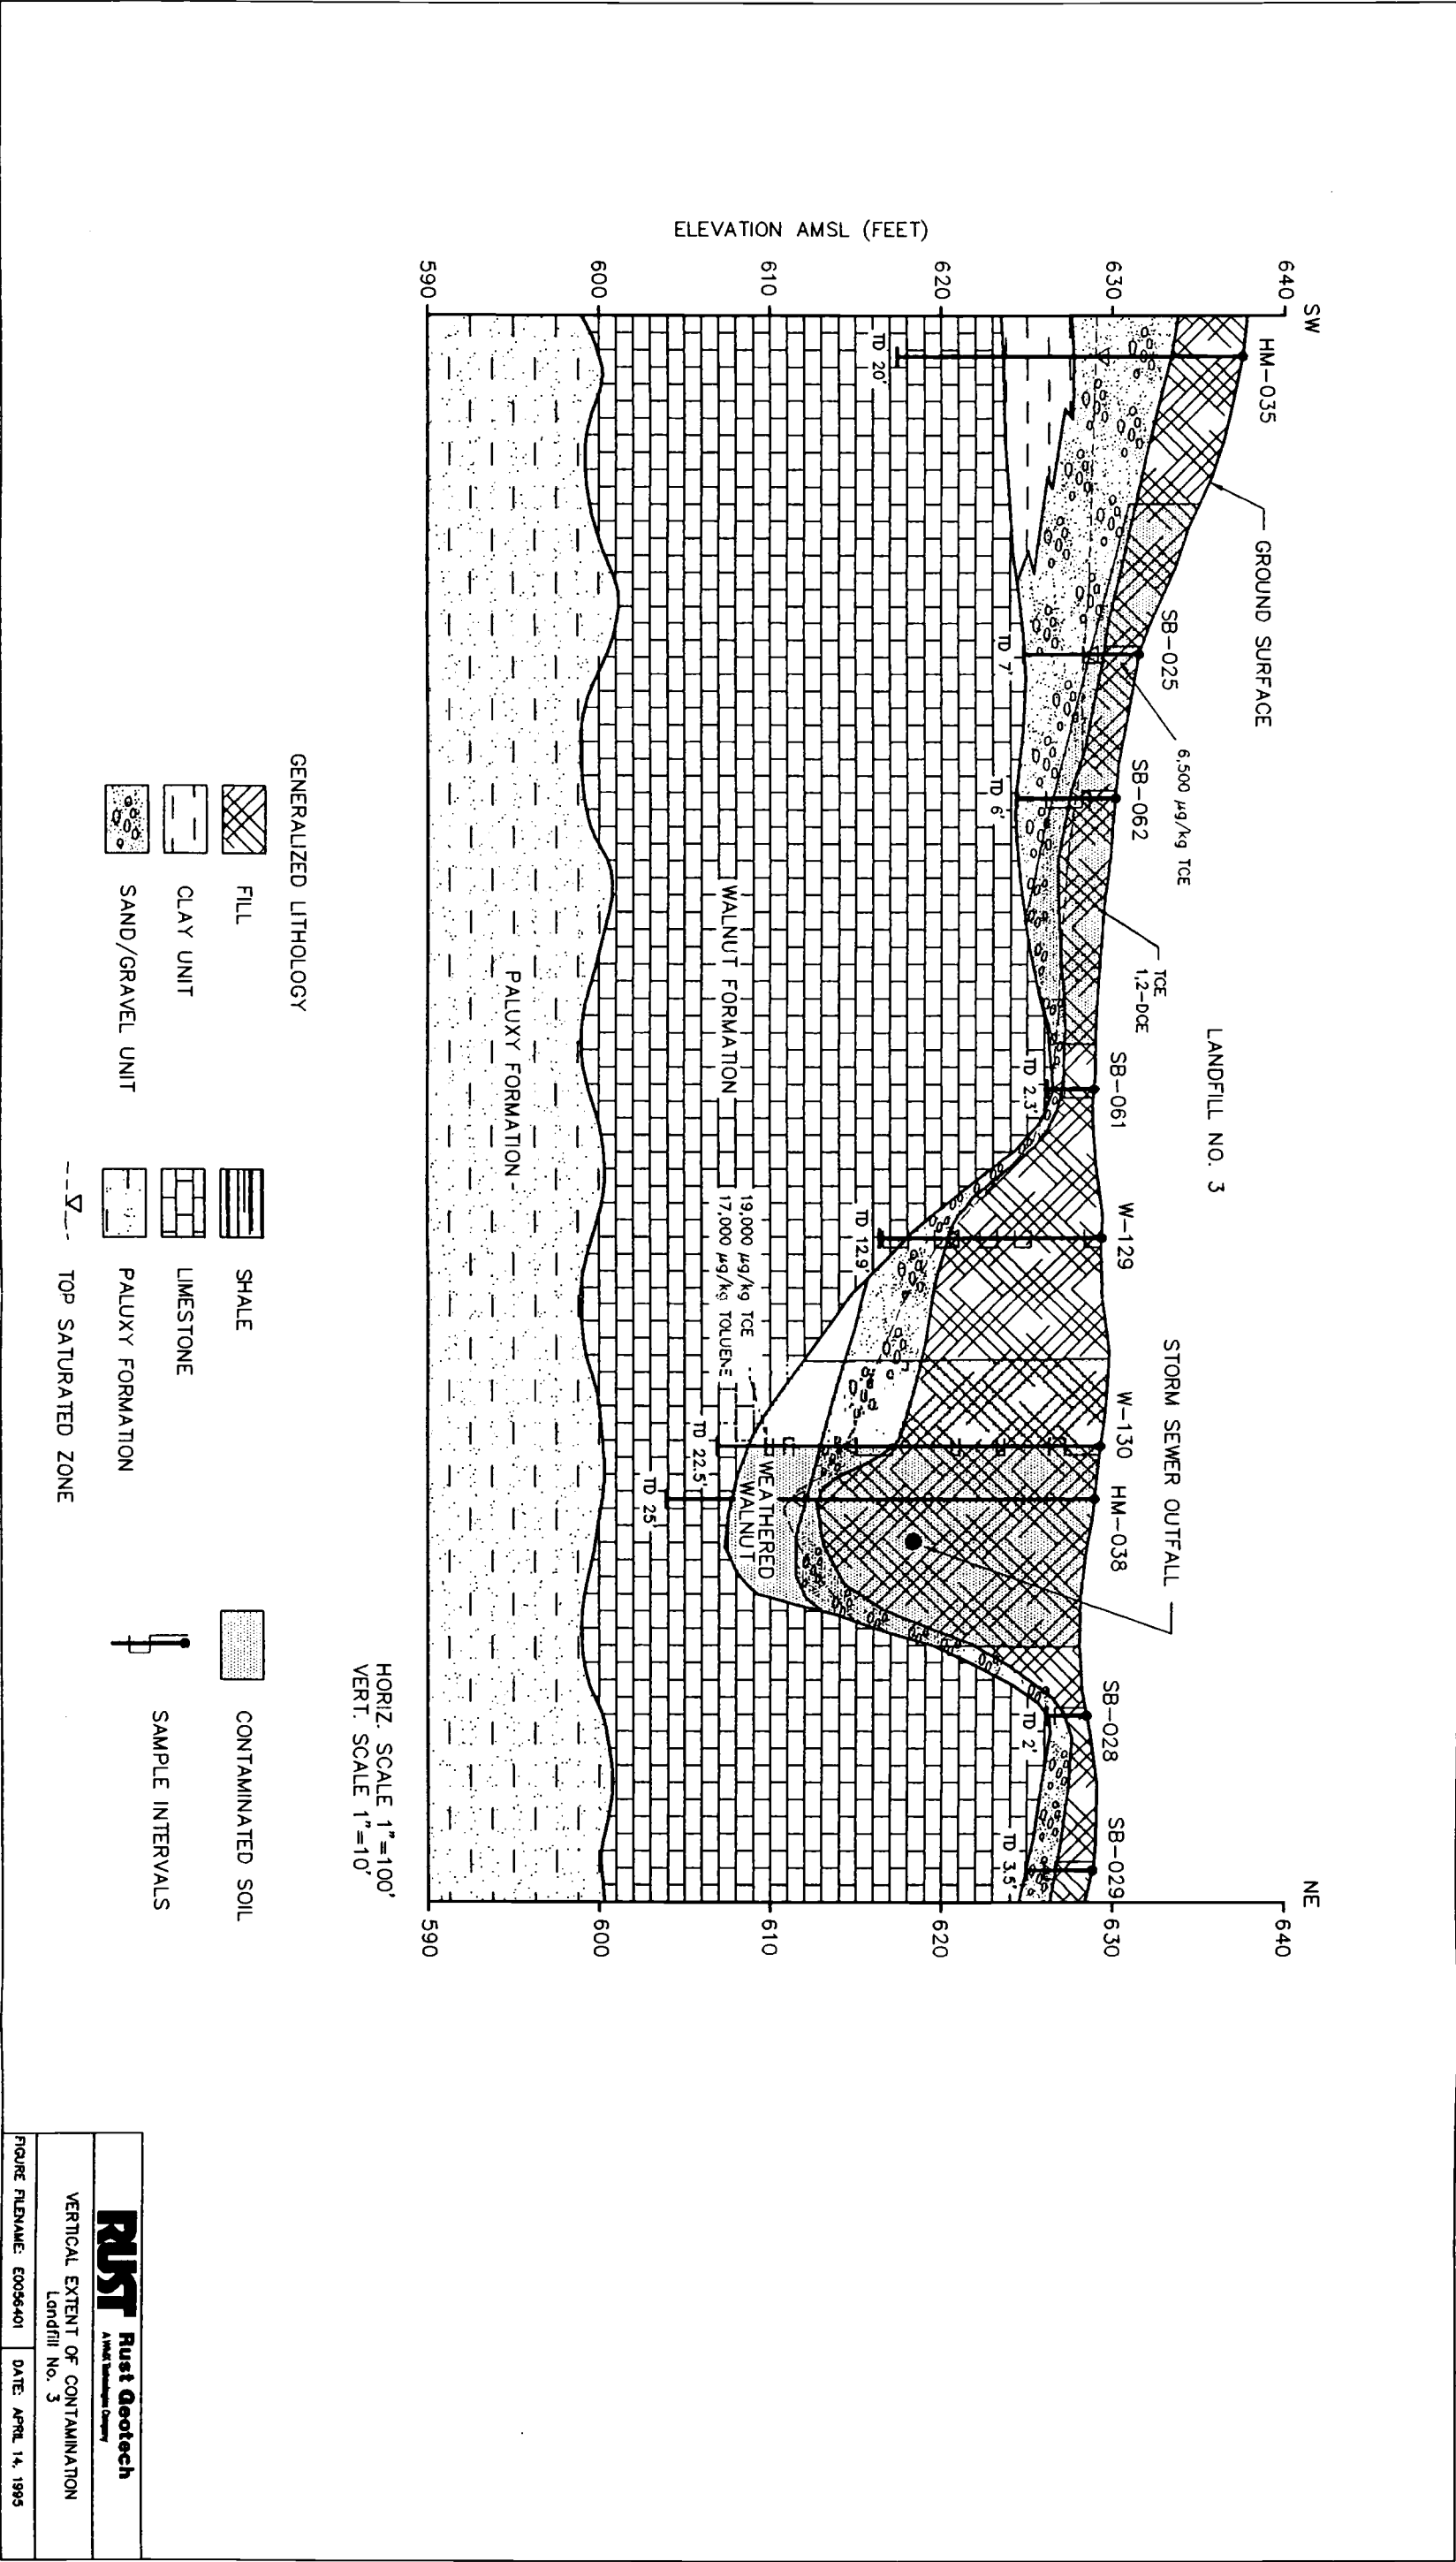 SW
NE
LANDFILL NO. 3
HM-035
GROUND SURFACE
SB-025
6,500 µg/kg TCE
SB-062
TCE
1,2-DCE
SB-061
W-129
STORM SEWER OUTFALL
W-130
HM-038
SB-028
SB-029
ELEVATION AMSL (FEET)
640
630
620
610
600
590
640
630
620
610
600
590
TD 20'
TD 7'
TD 6'
TD 2.3'
TD 12.9'
TD 22.5'
TD 25'
TD 2'
TD 3.5'
19,000 µg/kg TCE
17,000 µg/kg TOLUENE
WEATHERED
WALNUT
WALNUT FORMATION
PALUXY FORMATION
HORIZ. SCALE 1"=100'
VERT. SCALE 1"=10'
GENERALIZED LITHOLOGY
FILL
CLAY UNIT
SAND/GRAVEL UNIT
SHALE
LIMESTONE
PALUXY FORMATION
TOP SATURATED ZONE
CONTAMINATED SOIL
SAMPLE INTERVALS
RUST Rust Geotech
VERTICAL EXTENT OF CONTAMINATION
Landfill No. 3
FIGURE FILENAME: E0056401 DATE: APRIL 14, 1995